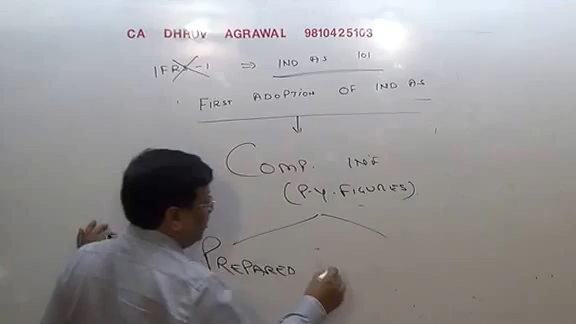 CA DHRUV AGRAWAL 9810425103
IFRS-1 ⇒ IND AS 101
FIRST ADOPTION OF IND AS
COMP. INF
(P.Y. FIGURES)
PREPARED